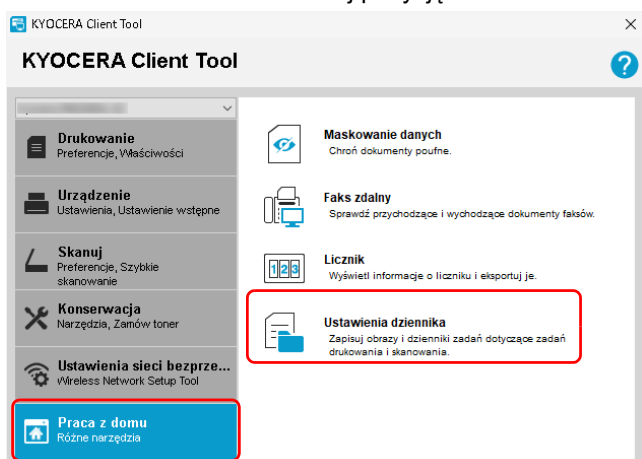 KYOCERA Client Tool
KYOCERA Client Tool
Drukowanie
Preferencje, Właściwości
Urządzenie
Ustawienia, Ustawienie wstępne
Skanuj
Preferencje, Szybkie
skanowanie
Konserwacja
Narzędzia, Zamów toner
Ustawienia sieci bezprze...
Wireless Network Setup Tool
Praca z domu
Różne narzędzia
Maskowanie danych
Chroń dokumenty poufne.
Faks zdalny
Sprawdź przychodzące i wychodzące dokumenty faksów.
123
Licznik
Wyświetl informacje o liczniku i eksportuj je.
Ustawienia dziennika
Zapisuj obrazy i dzienniki zadań dotyczące zadań
drukowania i skanowania.